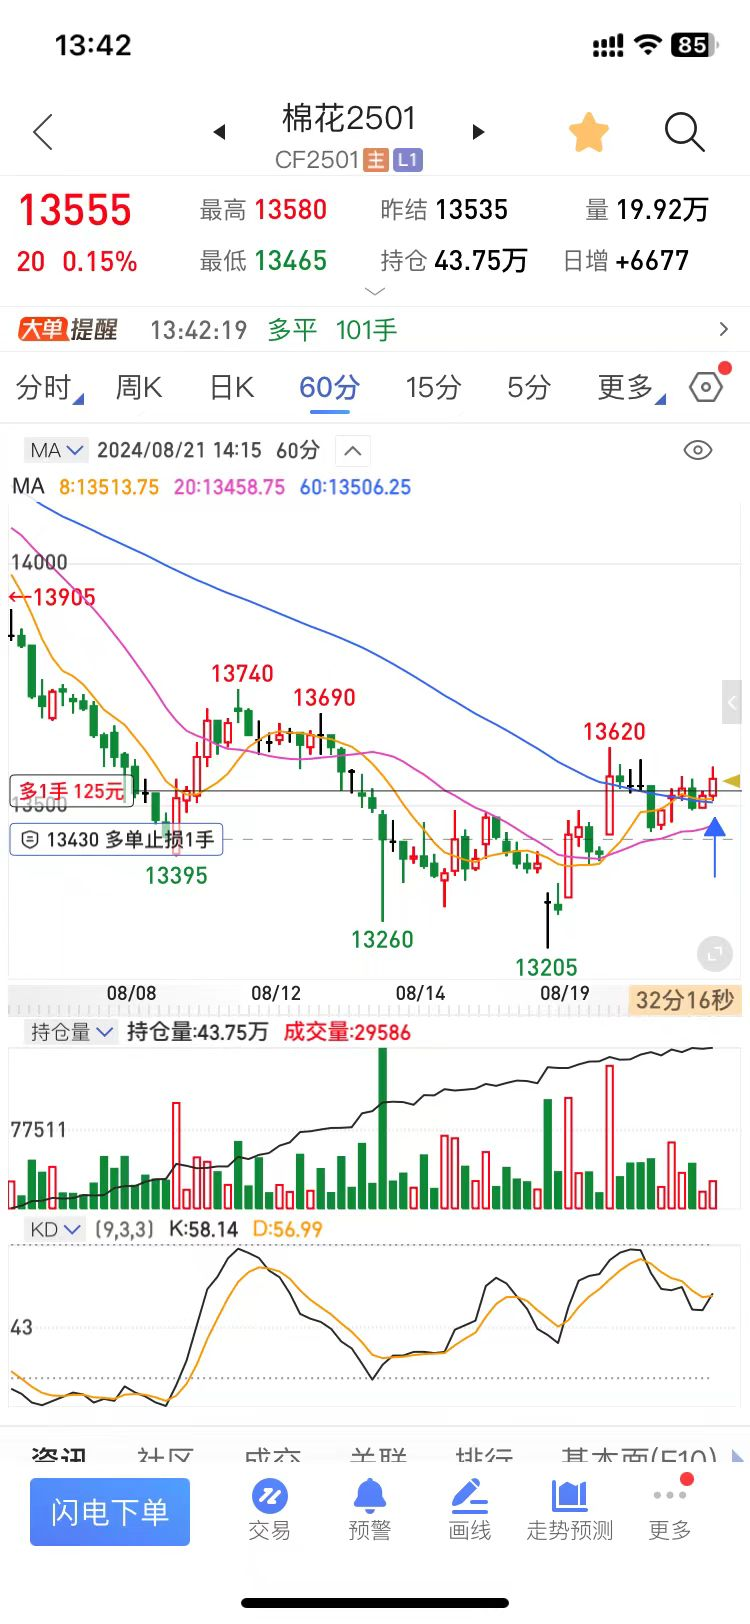 13:42
85
棉花2501
CF2501 主 L1
13555 最高 13580 昨结 13535 量 19.92万
20 0.15% 最低 13465 持仓 43.75万 日增 +6677
大单提醒 13:42:19 多平 101手
分时 周K 日K 60分 15分 5分 更多
MA 2024/08/21 14:15 60分
MA 8:13513.75 20:13458.75 60:13506.25
14000
←13905
13740
13690
13620
多1手 125元
13500
13430 多单止损1手
13395
13260
13205
08/08 08/12 08/14 08/19 32分16秒
持仓量 持仓量:43.75万 成交量:29586
77511
KD (9,3,3) K:58.14 D:56.99
43
资讯 社区 成交 关联 排行 基本面(F10)
闪电下单 交易 预警 画线 走势预测 更多